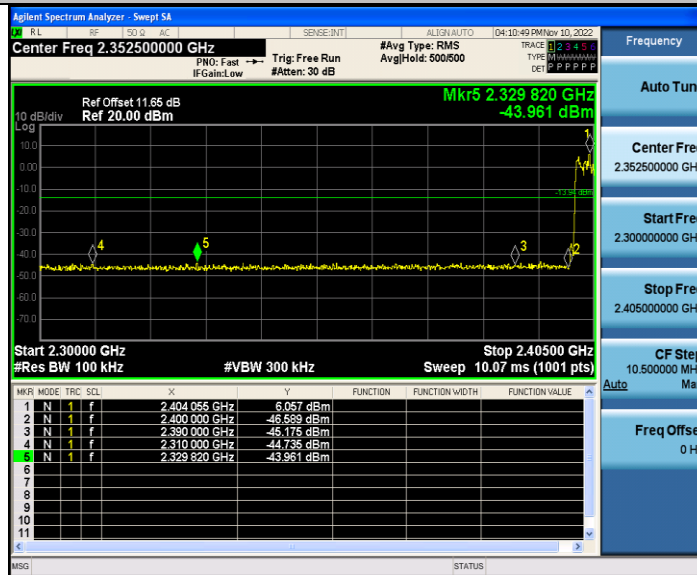 Agilent Spectrum Analyzer - Swept SA
RL RF 50 Ω AC SENSE:INT ALIGN AUTO 04:10:49 PM Nov 10, 2022
Center Freq 2.352500000 GHz
#Avg Type: RMS
TRACE 1 2 3 4 5 6
PNO: Fast
Trig: Free Run
Avg|Hold: 500/500
TYPE M
IFGain:Low
#Atten: 30 dB
DET P P P P P P
Mkr5 2.329 820 GHz
-43.961 dBm
Ref Offset 11.65 dB
10 dB/div Ref 20.00 dBm
Log
10.0
0.00
-10.0
-20.0
-30.0
-40.0
-50.0
-60.0
-70.0
1
-13.94 dBm
4
5
3
2
Start 2.30000 GHz Stop 2.40500 GHz
#Res BW 100 kHz #VBW 300 kHz Sweep 10.07 ms (1001 pts)
MKR MODE TRC SCL X Y FUNCTION FUNCTION WIDTH FUNCTION VALUE
1 N 1 f 2.404 055 GHz 6.057 dBm
2 N 1 f 2.400 000 GHz -46.589 dBm
3 N 1 f 2.390 000 GHz -45.175 dBm
4 N 1 f 2.310 000 GHz -44.735 dBm
5 N 1 f 2.329 820 GHz -43.961 dBm
6
7
8
9
10
11
MSG STATUS
Frequency
Auto Tun
Center Fre
2.352500000 GH
Start Fre
2.300000000 GH
Stop Fre
2.405000000 GH
CF Step
10.500000 MH
Auto Ma
Freq Offse
0 H